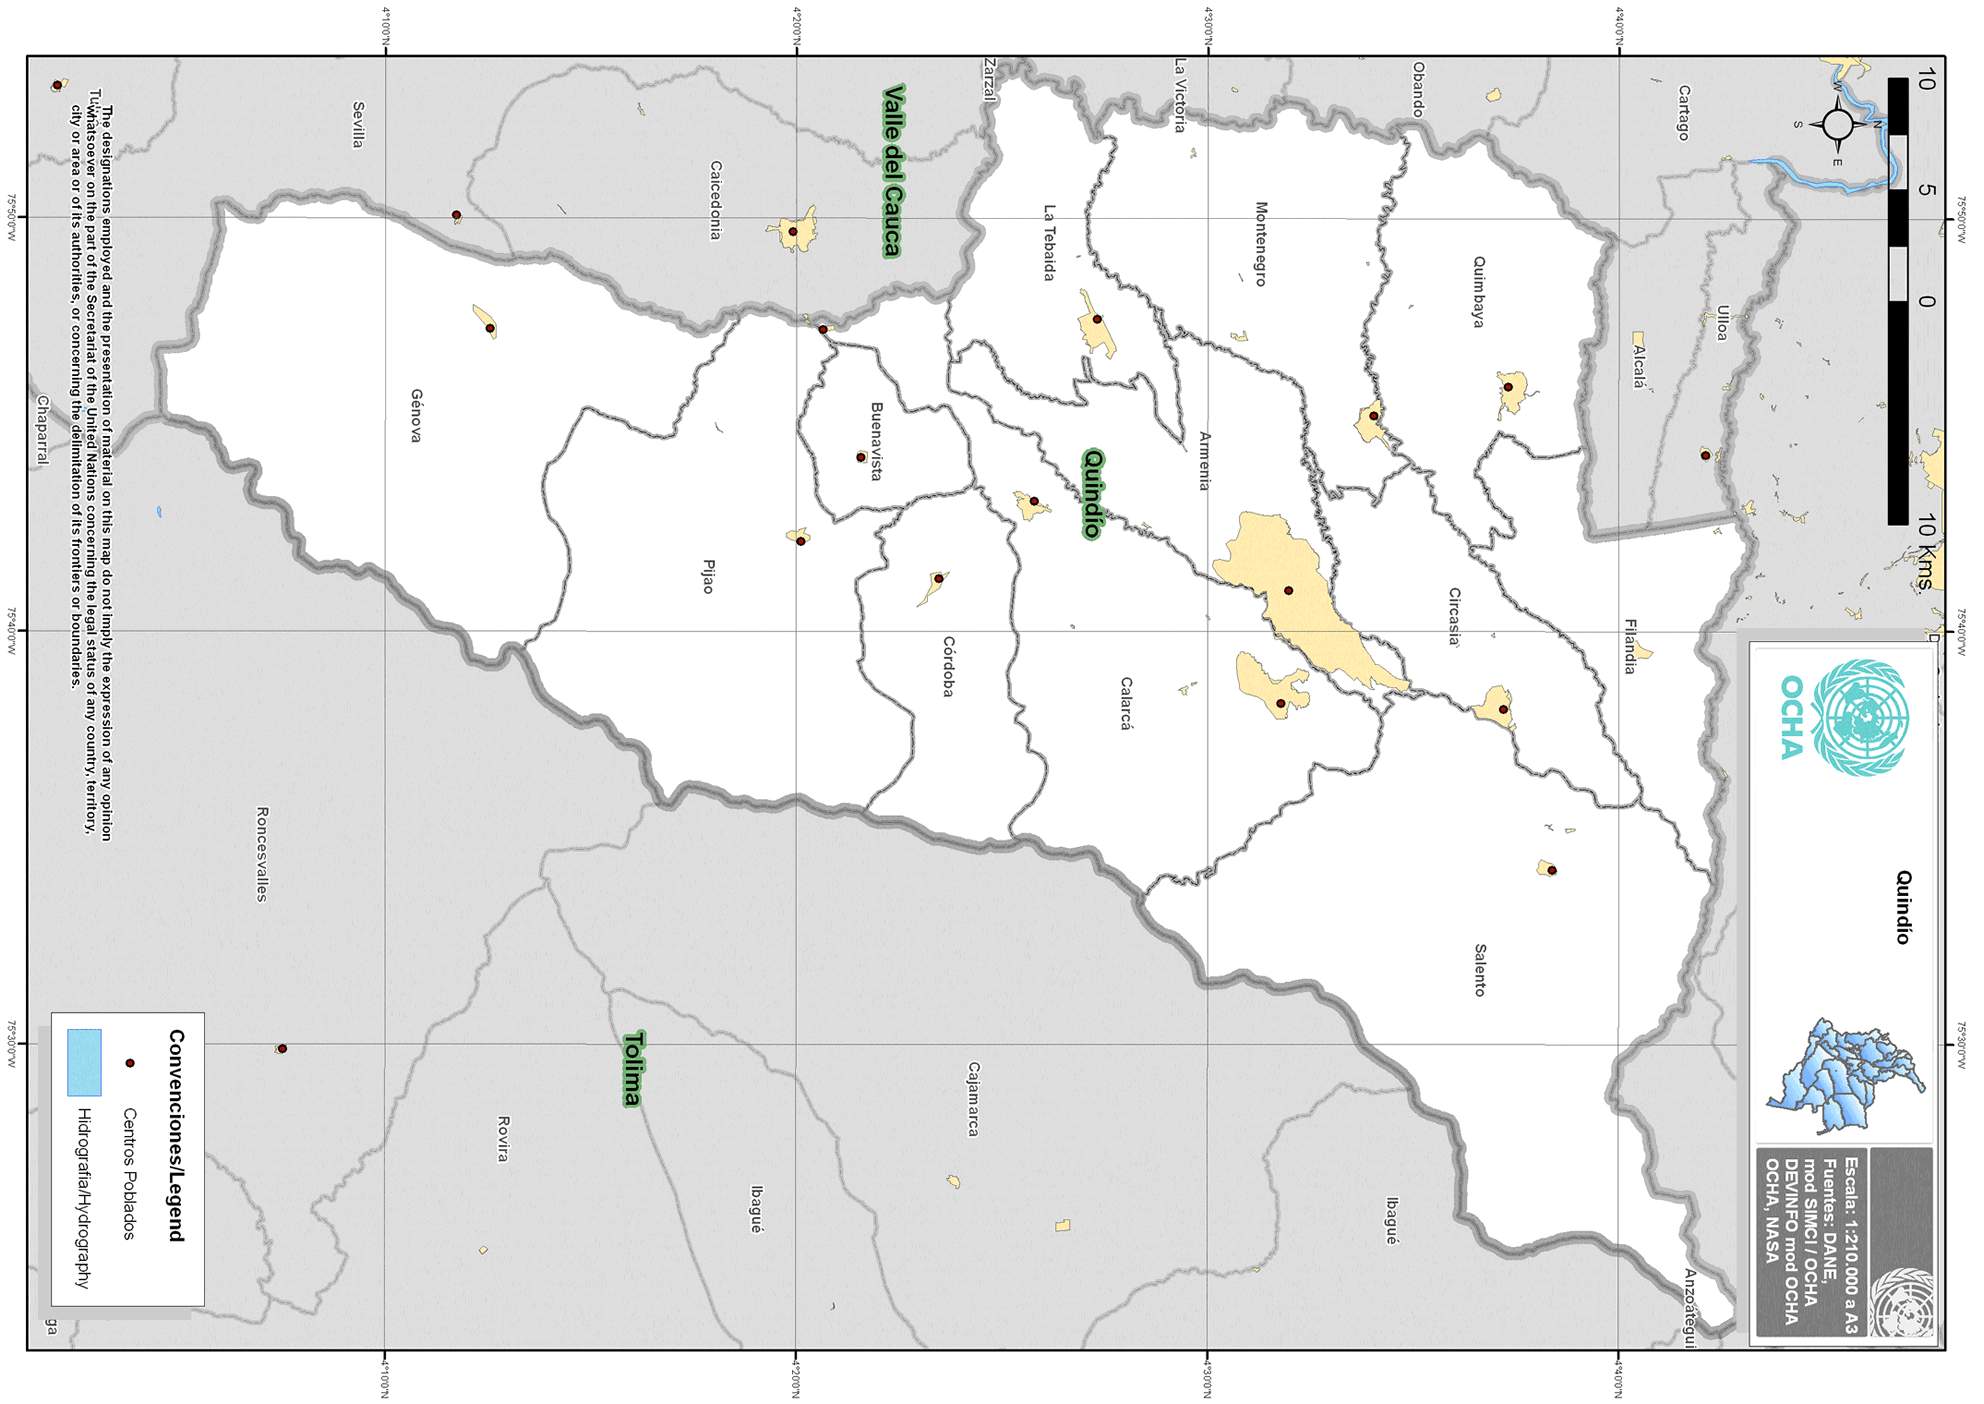 Quindío
OCHA
Escala: 1:210.000 a A3
Fuentes: DANE,
mod SIMCI / OCHA
DEVINFO mod OCHA
OCHA, NASA
10 5 0 10 Kms.
N
W
E
S
75°50'0"W
75°40'0"W
75°30'0"W
4°40'0"N
4°30'0"N
4°20'0"N
4°10'0"N
Cartago
Obando
La Victoria
Zarzal
Ulloa
Alcalá
Quimbaya
Montenegro
La Tebaida
Filandia
Circasia
Armenia
Quindío
Salento
Calarcá
Córdoba
Buenavista
Pijao
Génova
Valle del Cauca
Caicedonia
Sevilla
Chaparral
Roncesvalles
Rovira
Tolima
Ibagué
Cajamarca
Ibagué
Anzoátegui
4°40'0"N
4°30'0"N
4°20'0"N
4°10'0"N
75°50'0"W
75°40'0"W
75°30'0"W
The designations employed and the presentation of material on this map do not imply the expression of any opinion
whatsoever on the part of the Secretariat of the United Nations concerning the legal status of any country, territory,
city or area or of its authorities, or concerning the delimitation of its frontiers or boundaries.
Convenciones/Legend
Centros Poblados
Hidrografia/Hydrography